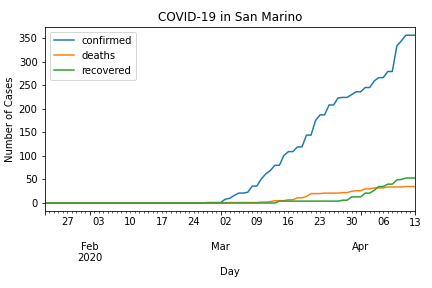 COVID-19 in San Marino
confirmed
deaths
recovered
Number of Cases
350
300
250
200
150
100
50
0
27 03 10 17 24 02 09 16 23 30 06 13
Feb Mar Apr
2020
Day